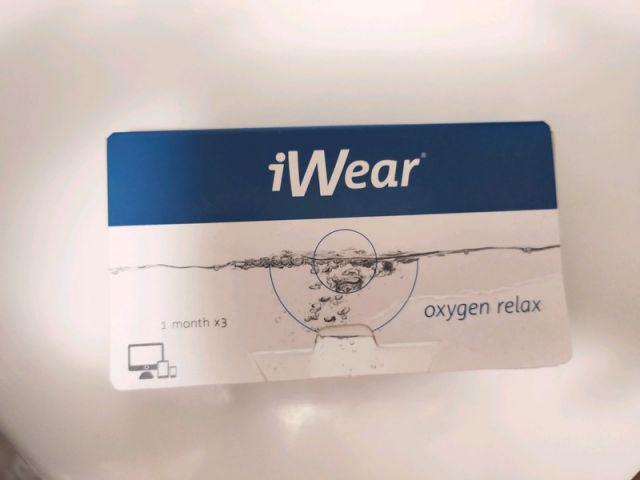 iWear®
1 month x3
oxygen relax